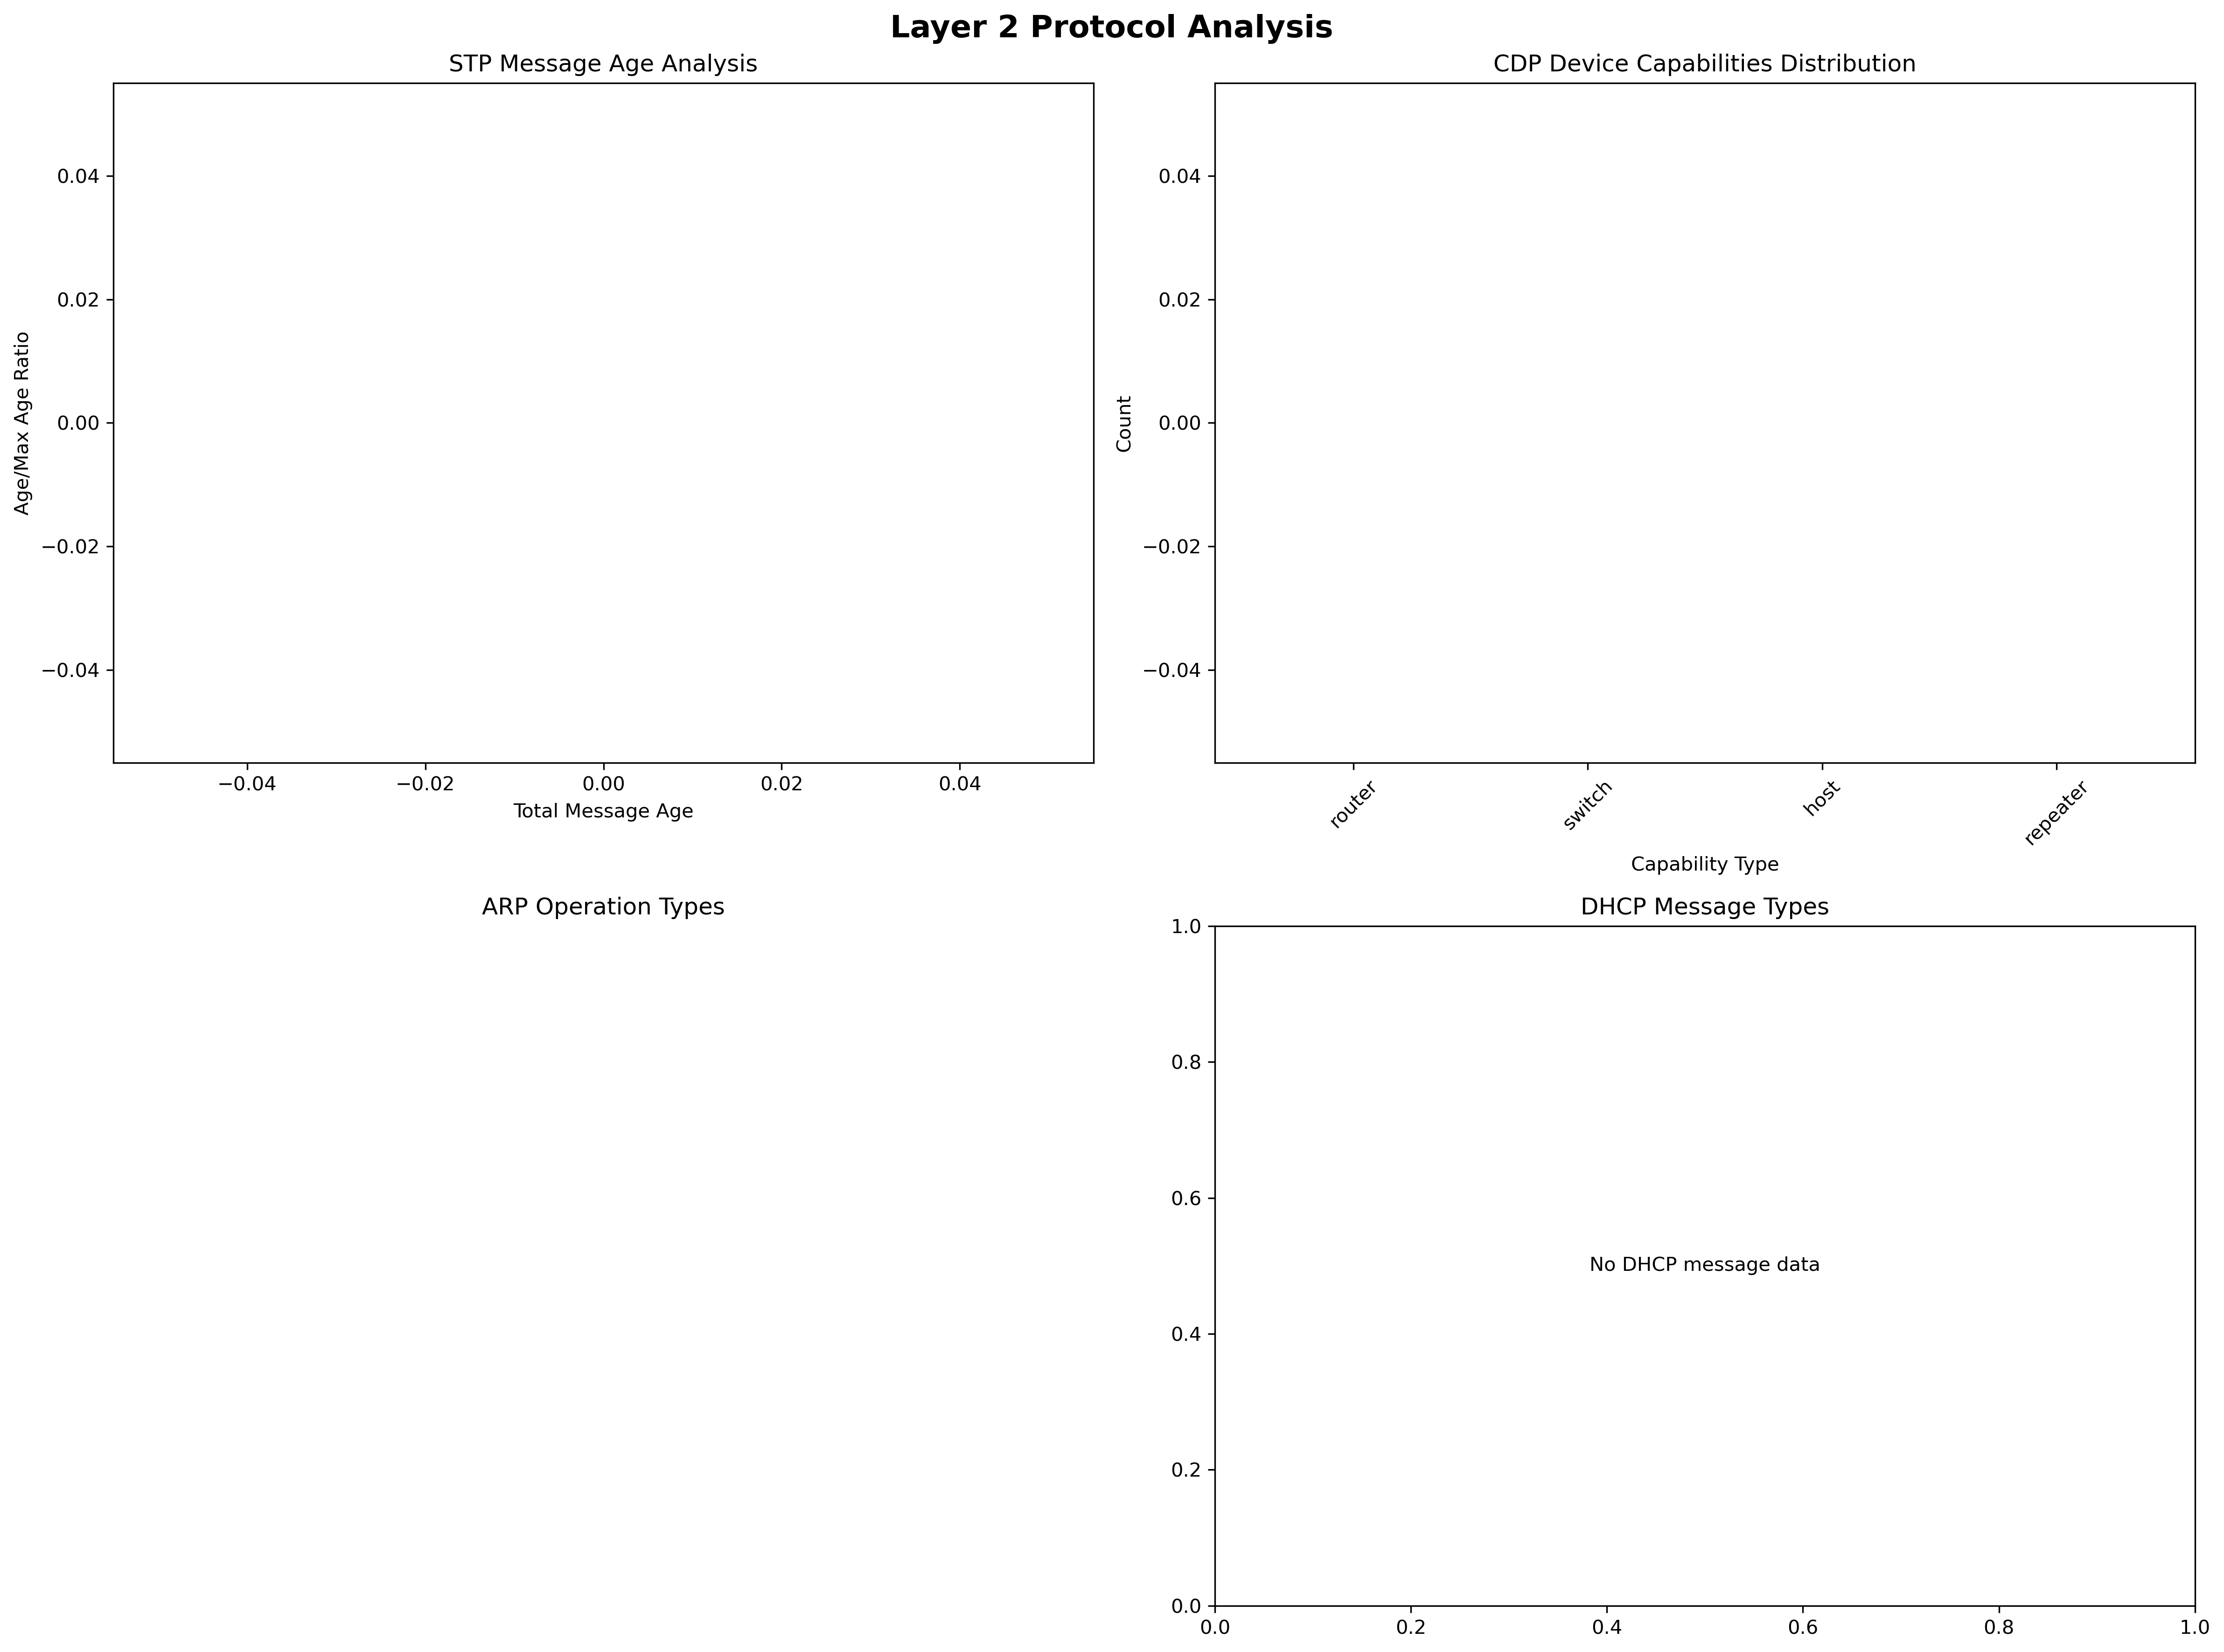 Layer 2 Protocol Analysis
STP Message Age Analysis
0.04
0.02
0.00
−0.02
−0.04
Age/Max Age Ratio
−0.04
−0.02
0.00
0.02
0.04
Total Message Age
CDP Device Capabilities Distribution
0.04
0.02
0.00
−0.02
−0.04
Count
router
switch
host
repeater
Capability Type
ARP Operation Types
DHCP Message Types
1.0
0.8
0.6
0.4
0.2
0.0
No DHCP message data
0.0
0.2
0.4
0.6
0.8
1.0